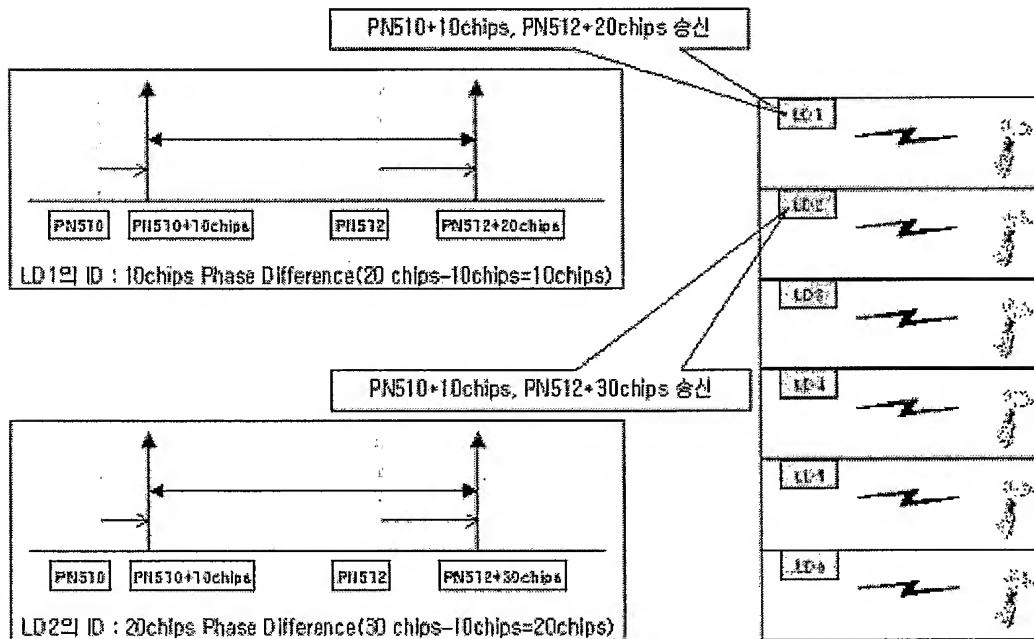 PN510+10chips, PN512+20chips 송신
PN510
PN510+10chips
PN512
PN512+20chips
LD1의 ID : 10chips Phase Difference(20 chips-10chips=10chips)
PN510+10chips, PN512+30chips 송신
PN510
PN510+10chips
PN512
PN512+30chips
LD2의 ID : 20chips Phase Difference(30 chips-10chips=20chips)
LD1
LD2
LD3